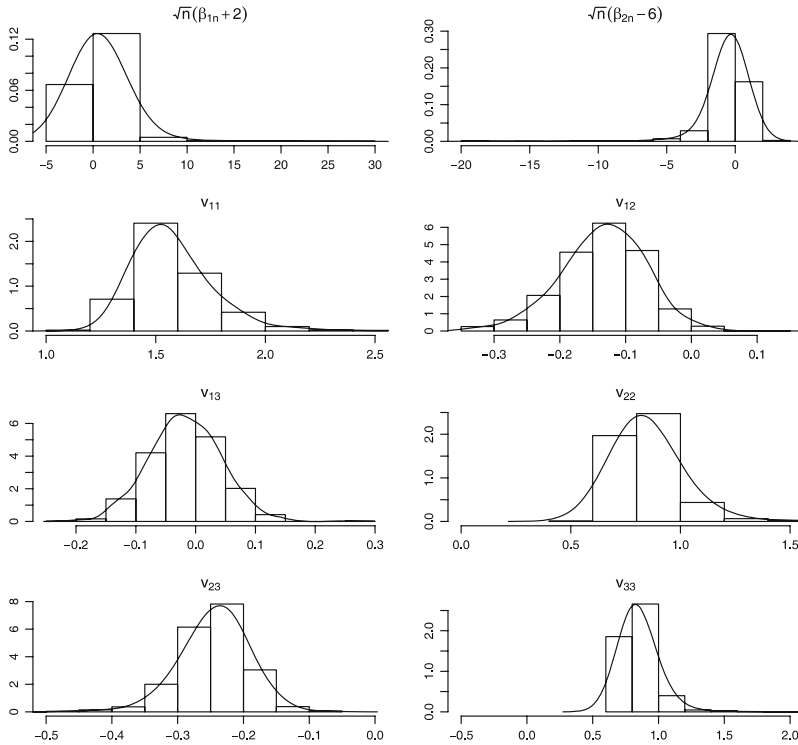 √n(β1n+2)
√n(β2n−6)
0.00 0.06 0.12
−5 0 5 10 15 20 25 30
0.00 0.10 0.20 0.30
−20 −15 −10 −5 0
v11
v12
0.0 1.0 2.0
1.0 1.5 2.0 2.5
0 1 2 3 4 5 6
−0.3 −0.2 −0.1 0.0 0.1
v13
v22
0 2 4 6
−0.2 −0.1 0.0 0.1 0.2 0.3
0.0 1.0 2.0
0.0 0.5 1.0 1.5
v23
v33
0 2 4 6 8
−0.5 −0.4 −0.3 −0.2 −0.1 0.0
0.0 1.0 2.0
−0.5 0.0 0.5 1.0 1.5 2.0